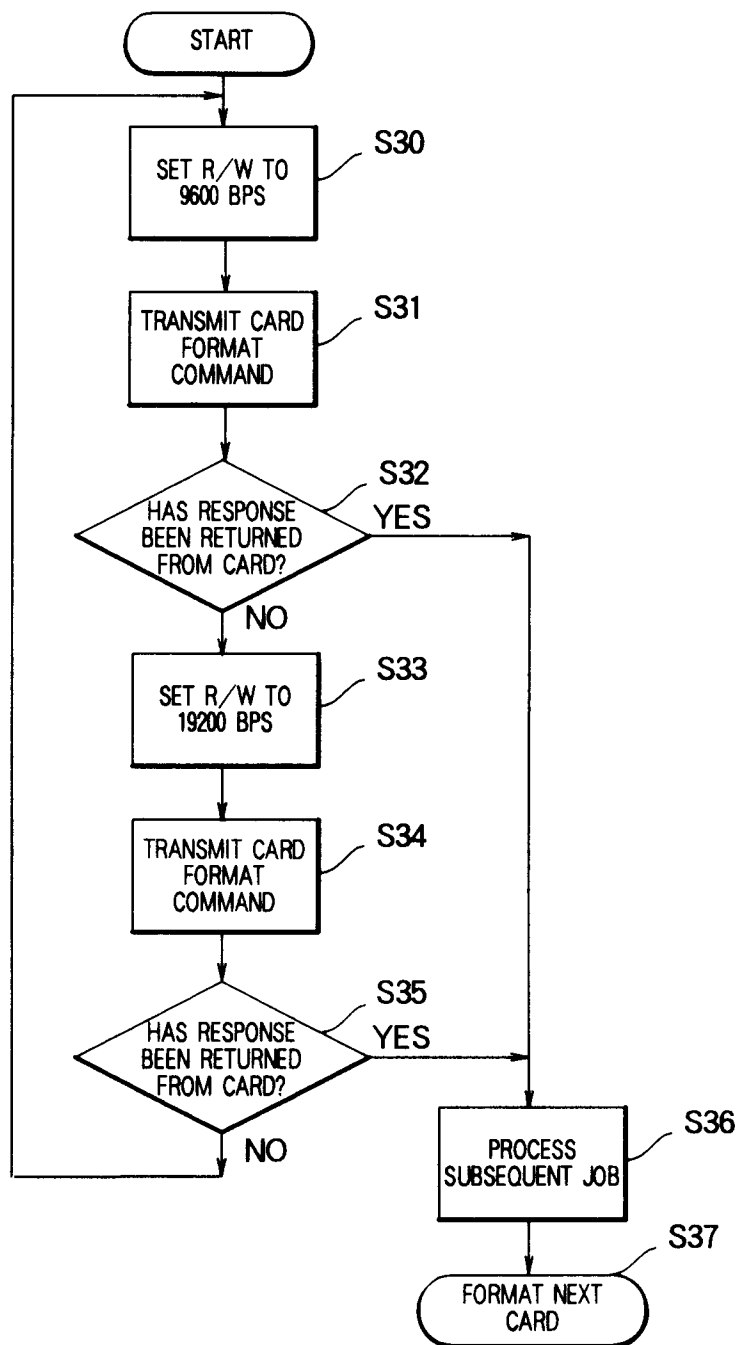 START
SET R/W TO
9600 BPS
S30
TRANSMIT CARD
FORMAT
COMMAND
S31
HAS RESPONSE
BEEN RETURNED
FROM CARD?
S32
YES
NO
SET R/W TO
19200 BPS
S33
TRANSMIT CARD
FORMAT
COMMAND
S34
HAS RESPONSE
BEEN RETURNED
FROM CARD?
S35
YES
NO
PROCESS
SUBSEQUENT JOB
S36
FORMAT NEXT
CARD
S37